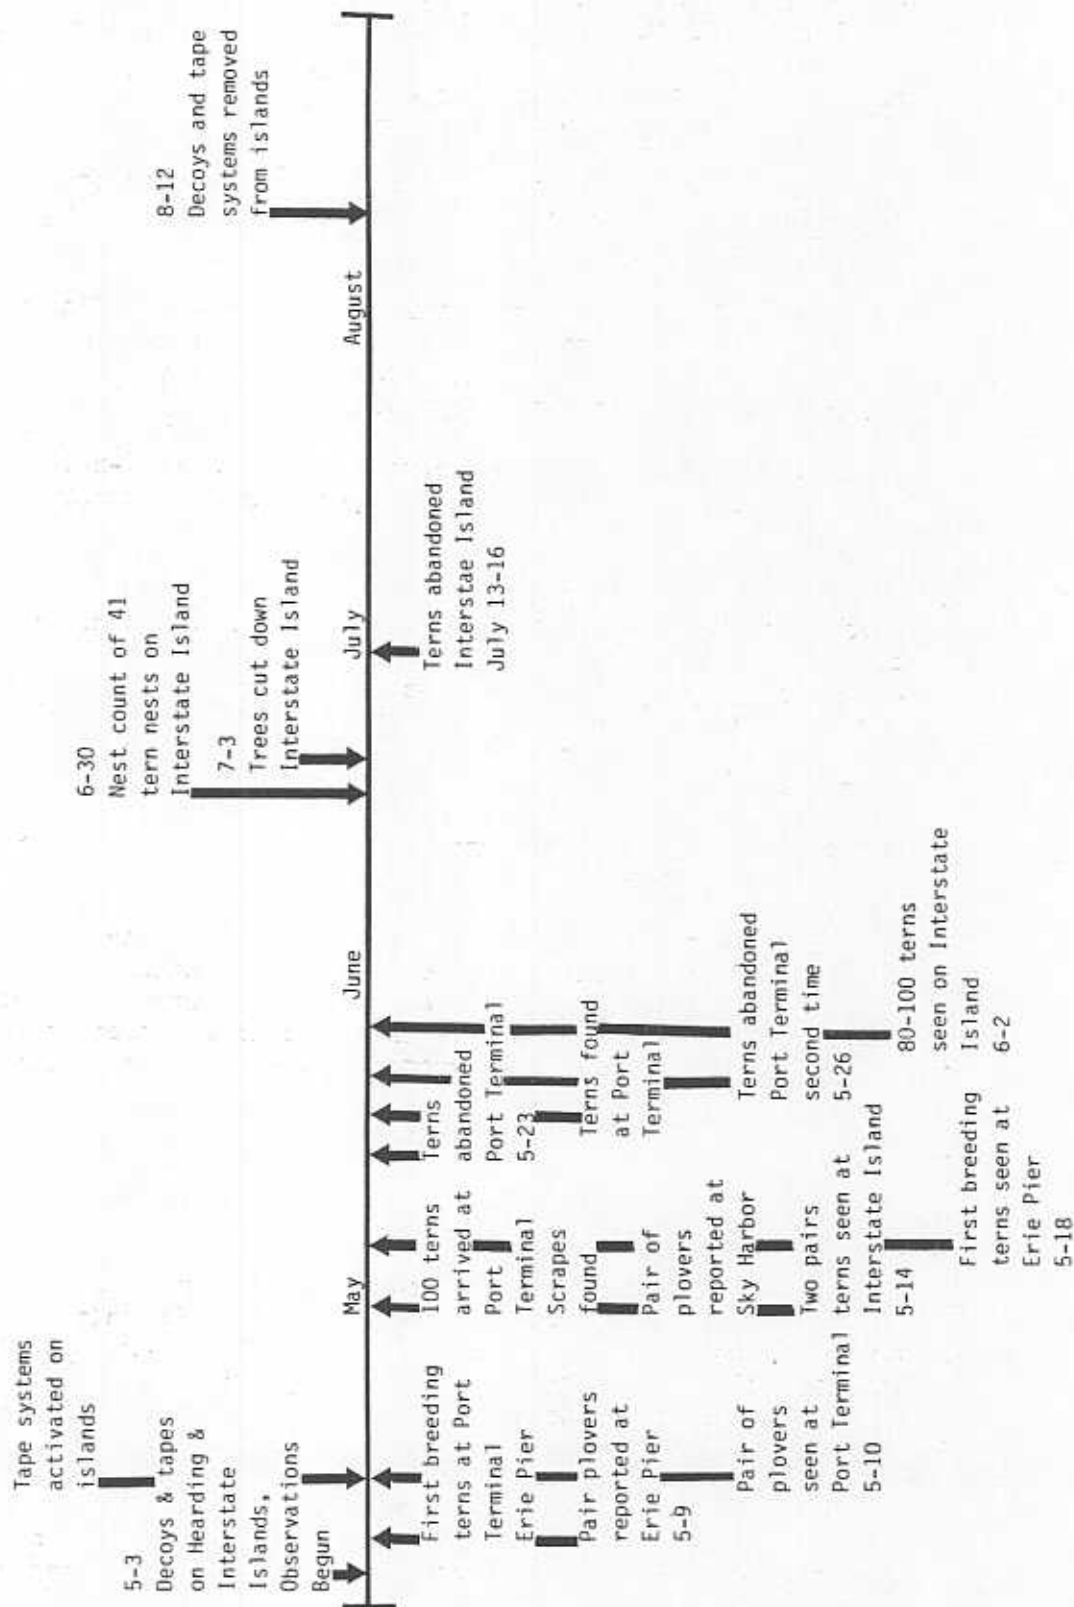 Tape systems
activated on
islands
5-3
Decoys & tapes
on Hearding &
Interstate
Islands,
Observations
Begun
6-30
Nest count of 41
tern nests on
Interstate Island
7-3
Trees cut down
Interstate Island
8-12
Decoys and tape
systems removed
from islands
May
June
July
August
First breeding
terns at Port
Terminal
Erie Pier
Pair plovers
reported at
Erie Pier
5-9
Pair of
plovers
seen at
Port Terminal
5-10
100 terns
arrived at
Port
Terminal
Scrapes
found
Pair of
plovers
reported at
Sky Harbor
Two pairs
terns seen at
Interstate Island
5-14
First breeding
terns seen at
Erie Pier
5-18
Terns
abandoned
Port Terminal
5-23
Terns found
at Port
Terminal
Terns abandoned
Port Terminal
second time
5-26
80-100 terns
seen on Interstate
Island
6-2
Terns abandoned
Interstae Island
July 13-16